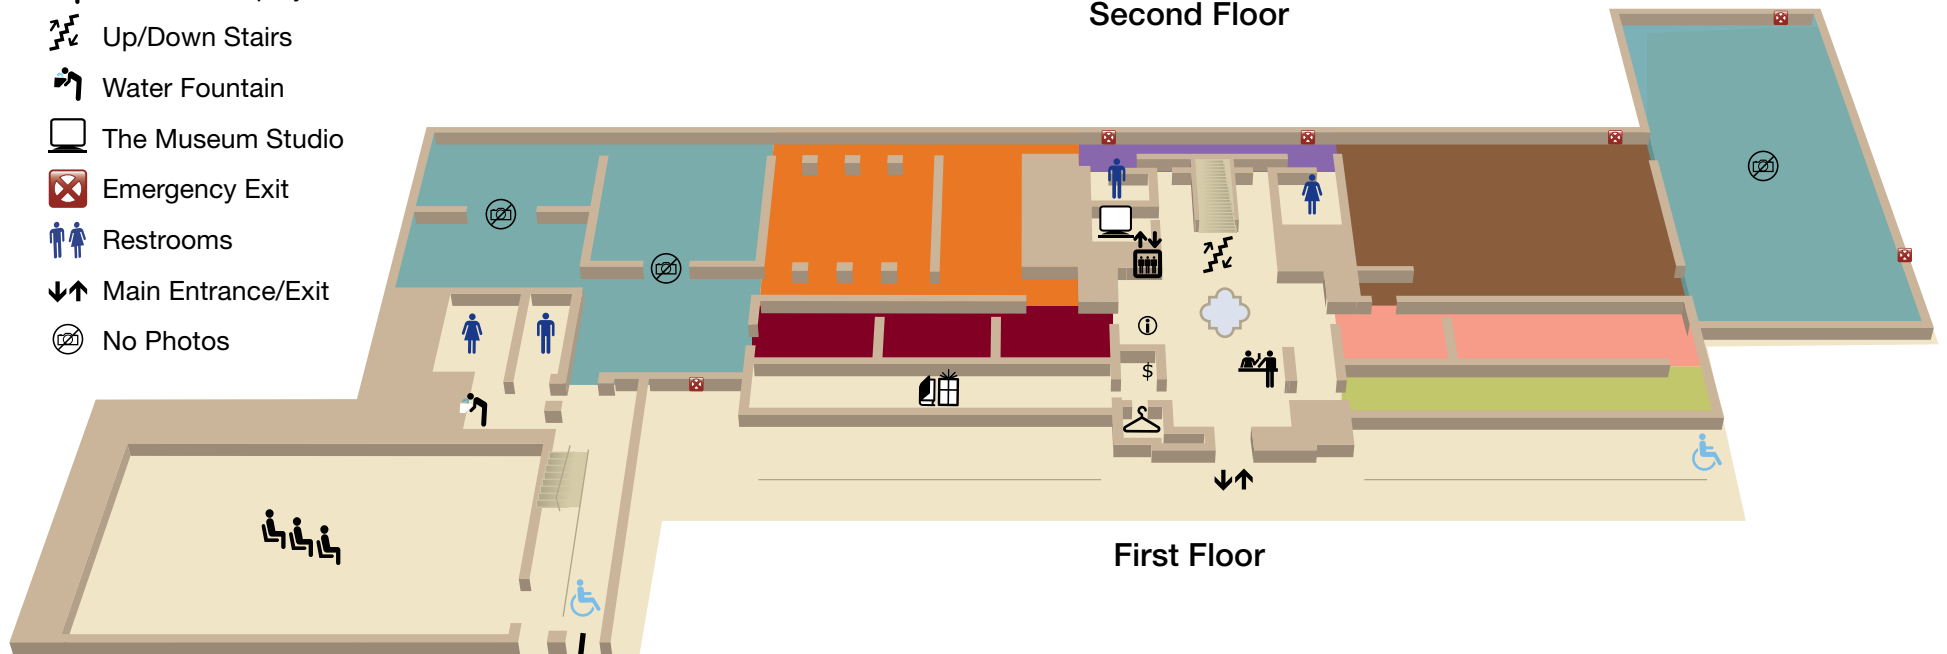 Second Floor
Up/Down Stairs
Water Fountain
The Museum Studio
Emergency Exit
Restrooms
Main Entrance/Exit
No Photos
i
$
First Floor